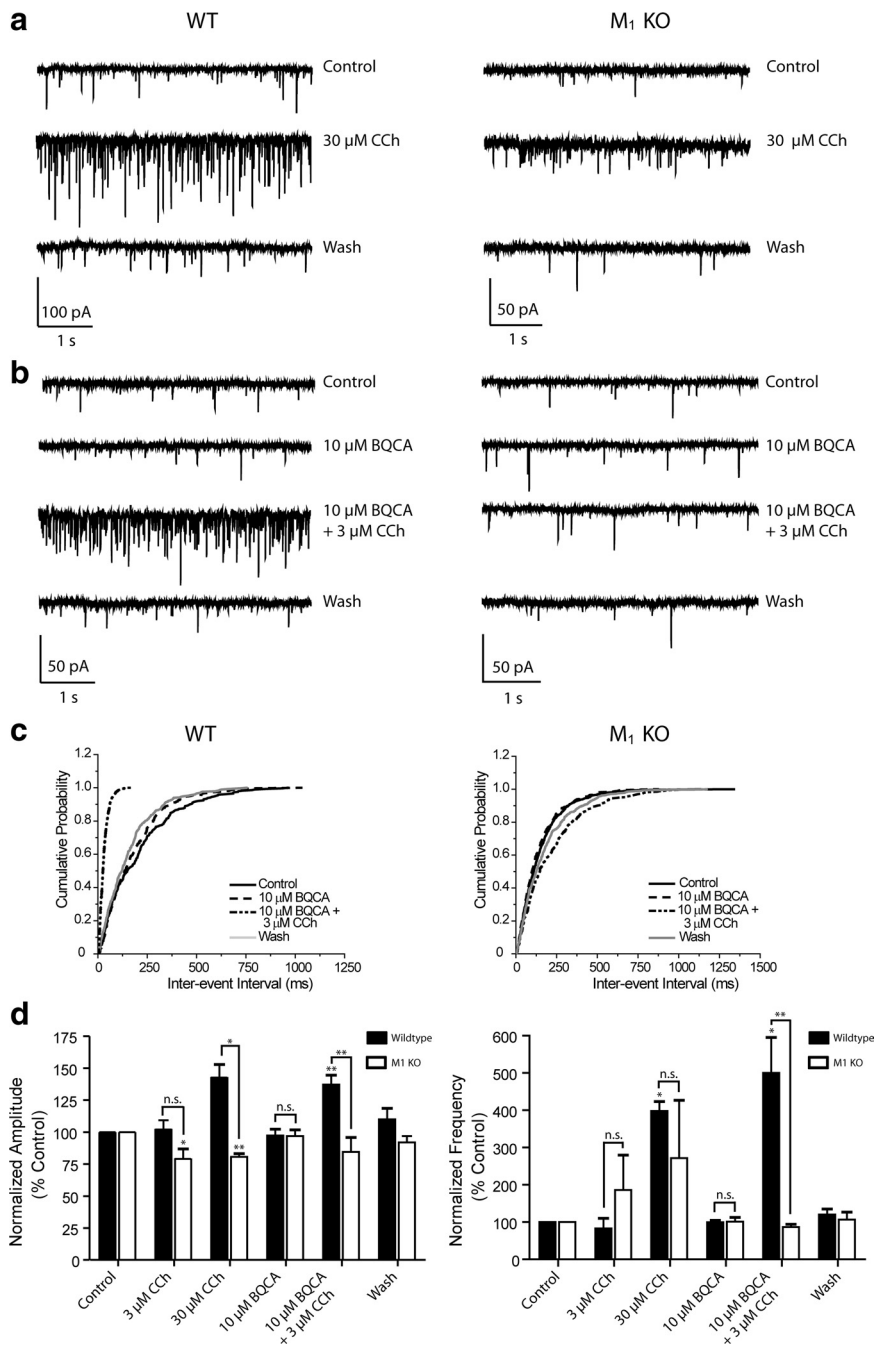 a
WT
M₁ KO
Control
30 μM CCh
Wash
100 pA
1 s
Control
30 μM CCh
Wash
50 pA
1 s
b
Control
10 μM BQCA
10 μM BQCA
+ 3 μM CCh
Wash
50 pA
1 s
Control
10 μM BQCA
10 μM BQCA
+ 3 μM CCh
Wash
50 pA
1 s
c
WT
Cumulative Probability
1.2
1.0
0.8
0.6
0.4
0.2
0.0
0
250
500
750
1000
1250
Inter-event Interval (ms)
Control
10 μM BQCA
10 μM BQCA +
3 μM CCh
Wash
M₁ KO
Cumulative Probability
1.2
1.0
0.8
0.6
0.4
0.2
0.0
0
250
500
750
1000
1250
1500
Inter-event Interval (ms)
Control
10 μM BQCA
10 μM BQCA +
3 μM CCh
Wash
d
Normalized Amplitude
(% Control)
175
150
125
100
75
50
25
0
Wildtype
M1 KO
n.s.
*
*
**
n.s.
**
**
Control
3 μM CCh
30 μM CCh
10 μM BQCA
10 μM BQCA
+ 3 μM CCh
Wash
Normalized Frequency
(% Control)
600
500
400
300
200
100
0
Wildtype
M1 KO
n.s.
n.s.
*
n.s.
**
*
Control
3 μM CCh
30 μM CCh
10 μM BQCA
10 μM BQCA
+ 3 μM CCh
Wash